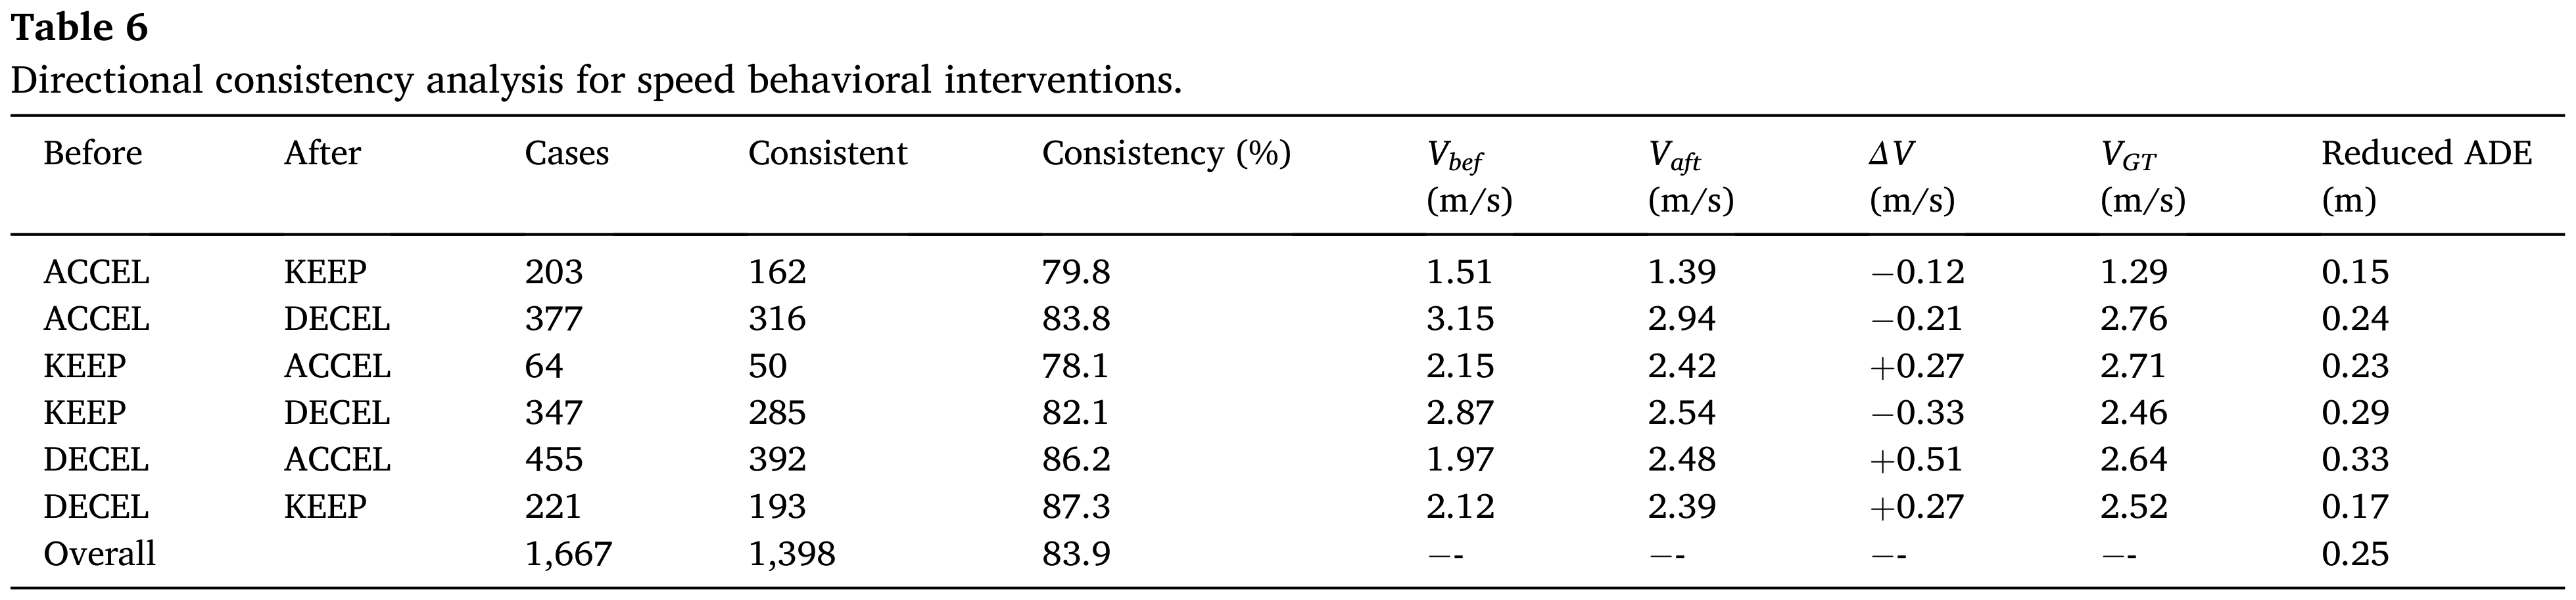 Table 6
Directional consistency analysis for speed behavioral interventions.
Before After Cases Consistent Consistency (%) V_bef V_aft ΔV V_GT Reduced ADE
(m/s) (m/s) (m/s) (m/s) (m)
ACCEL KEEP 203 162 79.8 1.51 1.39 −0.12 1.29 0.15
ACCEL DECEL 377 316 83.8 3.15 2.94 −0.21 2.76 0.24
KEEP ACCEL 64 50 78.1 2.15 2.42 +0.27 2.71 0.23
KEEP DECEL 347 285 82.1 2.87 2.54 −0.33 2.46 0.29
DECEL ACCEL 455 392 86.2 1.97 2.48 +0.51 2.64 0.33
DECEL KEEP 221 193 87.3 2.12 2.39 +0.27 2.52 0.17
Overall 1,667 1,398 83.9 –- –- –- –- 0.25